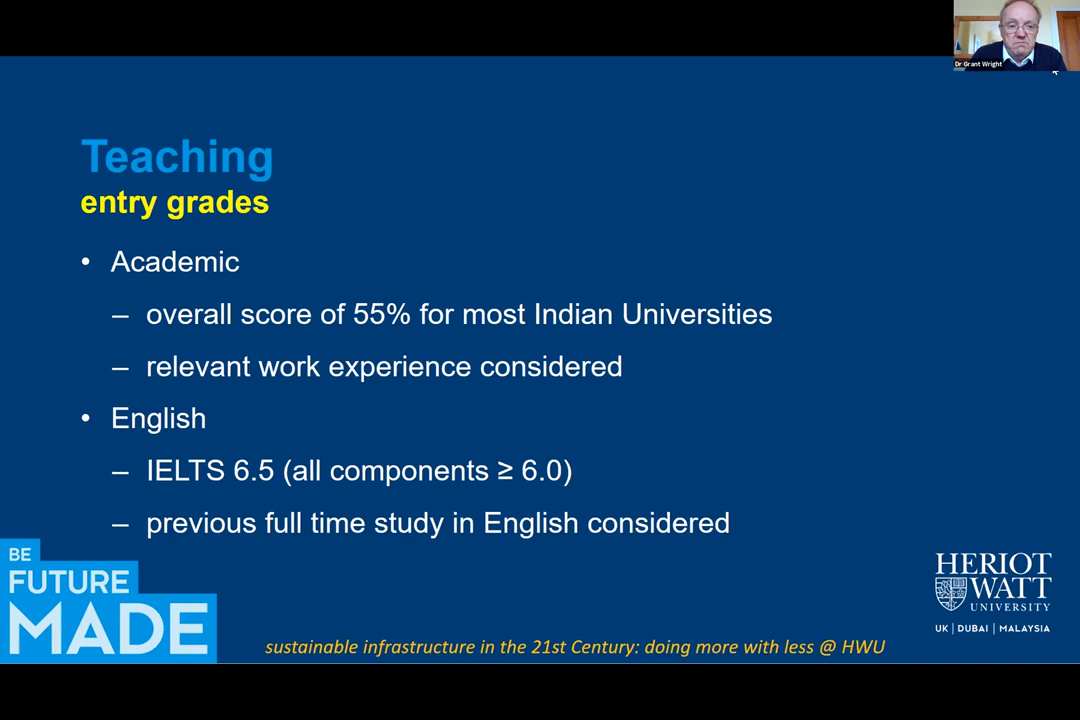 Dr Grant Wright
Teaching
entry grades
• Academic
– overall score of 55% for most Indian Universities
– relevant work experience considered
• English
– IELTS 6.5 (all components ≥ 6.0)
– previous full time study in English considered
BE
FUTURE
MADE
HERIOT
WATT
UNIVERSITY
UK | DUBAI | MALAYSIA
sustainable infrastructure in the 21st Century: doing more with less @ HWU